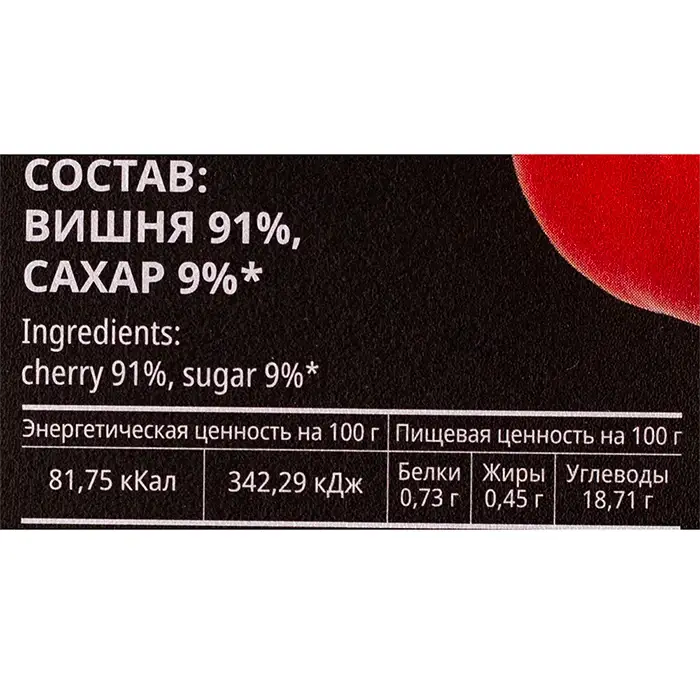 СОСТАВ:
ВИШНЯ 91%,
САХАР 9%*
Ingredients:
cherry 91%, sugar 9%*
Энергетическая ценность на 100 г
81,75 кКал
342,29 кДж
Пищевая ценность на 100 г
Белки
0,73 г
Жиры
0,45 г
Углеводы
18,71 г